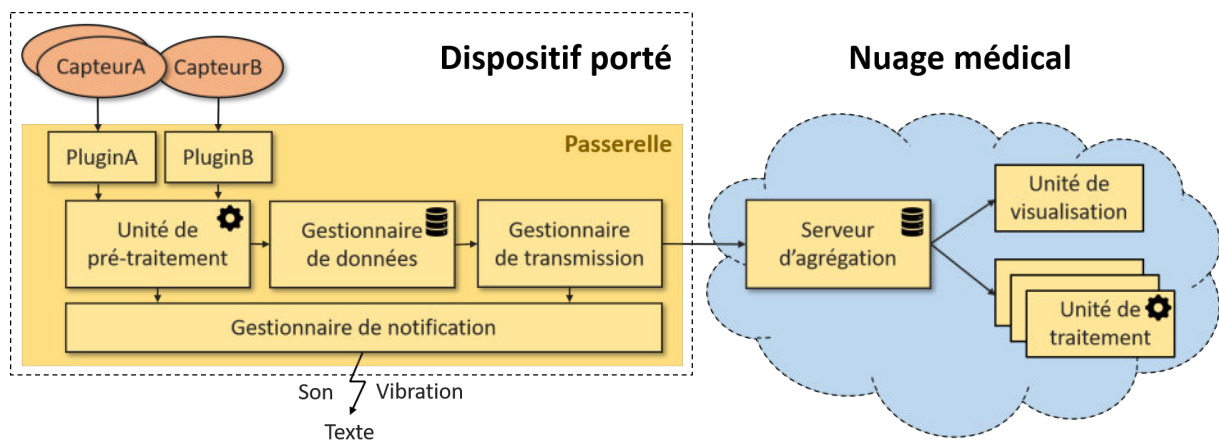 Dispositif porté
Nuage médical
CapteurA
CapteurB
Passerelle
PluginA
PluginB
Unité de
pré-traitement
Gestionnaire
de données
Gestionnaire
de transmission
Gestionnaire de notification
Son
Vibration
Texte
Serveur
d’agrégation
Unité de
visualisation
Unité de
traitement